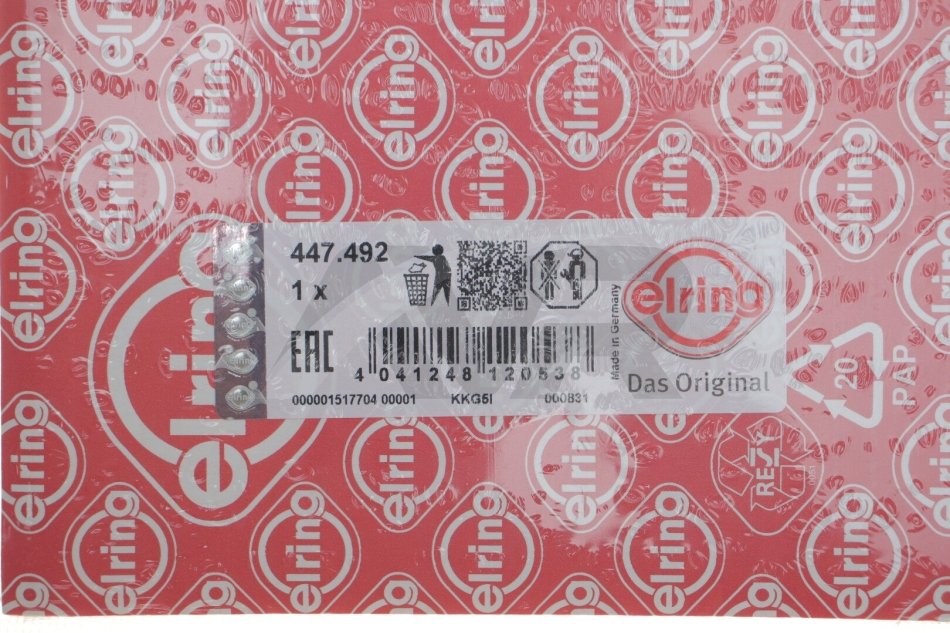 447.492
1 x
EAC
4 041248 120538
000001517704 00001 KKG5I 000831
Made in Germany
elring
Das Original
20
PAP
RESY
elring